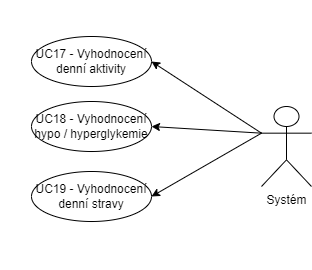 UC17 - Vyhodnocení
denní aktivity
UC18 - Vyhodnocení
hypo / hyperglykemie
UC19 - Vyhodnocení
denní stravy
Systém